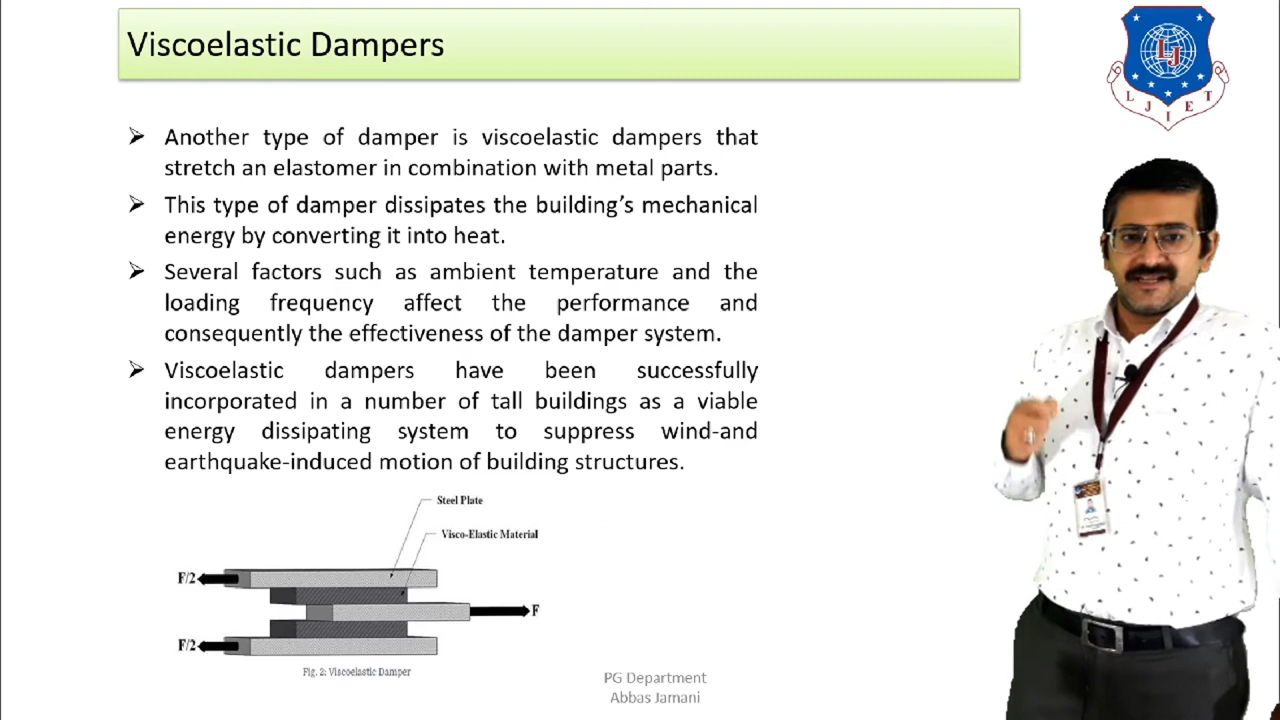 Viscoelastic Dampers
LJ
L J I E T
➢ Another type of damper is viscoelastic dampers that
stretch an elastomer in combination with metal parts.
➢ This type of damper dissipates the building’s mechanical
energy by converting it into heat.
➢ Several factors such as ambient temperature and the
loading frequency affect the performance and
consequently the effectiveness of the damper system.
➢ Viscoelastic dampers have been successfully
incorporated in a number of tall buildings as a viable
energy dissipating system to suppress wind-and
earthquake-induced motion of building structures.
Steel Plate
Visco-Elastic Material
F/2
F
F/2
Fig. 2: Viscoelastic Damper
PG Department
Abbas Jamani